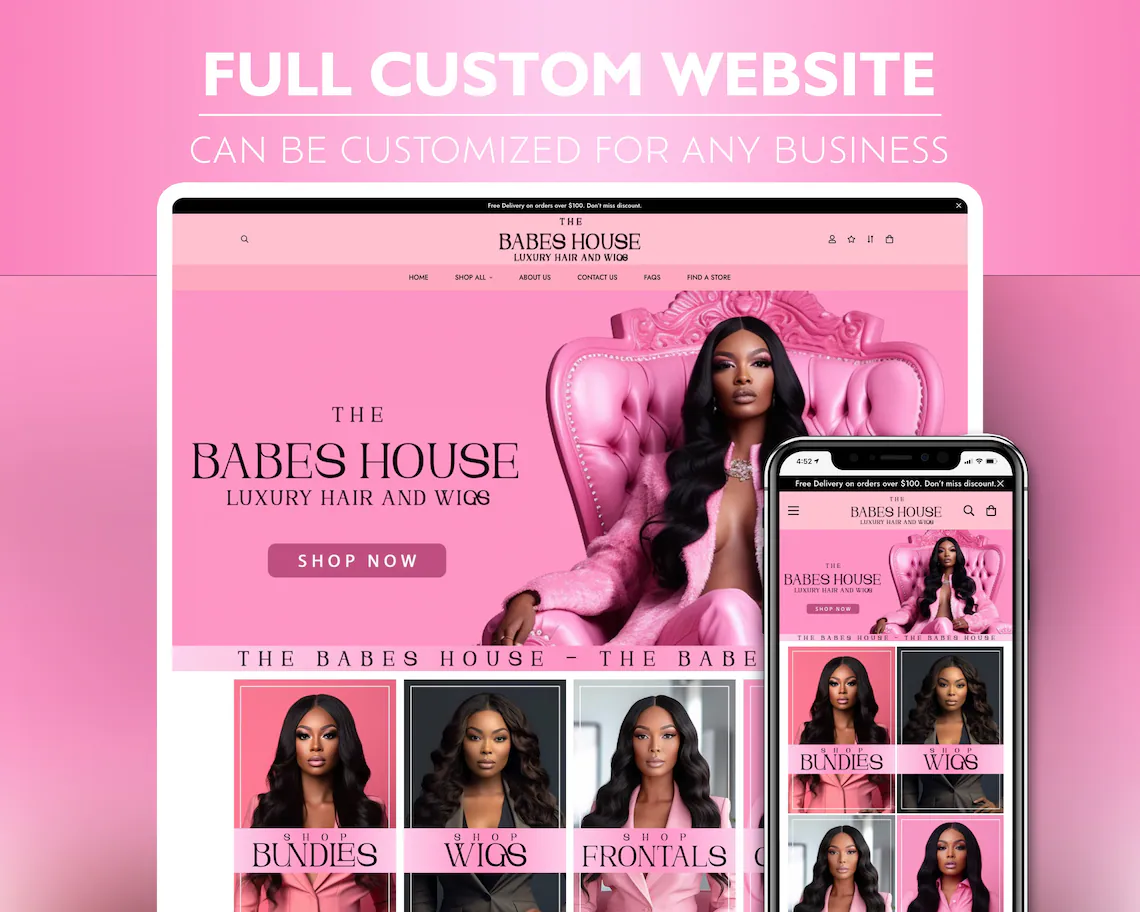 FULL CUSTOM WEBSITE
CAN BE CUSTOMIZED FOR ANY BUSINESS
Free Delivery on orders over $100. Don't miss discount.
THE
BABES HOUSE
LUXURY HAIR AND WIGS
HOME SHOP ALL ABOUT US CONTACT US FAQS FIND A STORE
THE
BABES HOUSE
LUXURY HAIR AND WIGS
SHOP NOW
THE BABES HOUSE - THE BABE
SHOP
BUNDLES
SHOP
WIGS
SHOP
FRONTALS
C
4:52
Free Delivery on orders over $100. Don't miss discount.
THE
BABES HOUSE
LUXURY HAIR AND WIGS
THE
BABES HOUSE
LUXURY HAIR AND WIGS
SHOP NOW
THE BABES HOUSE - THE BABES HOUSE
SHOP
BUNDLES
SHOP
WIGS